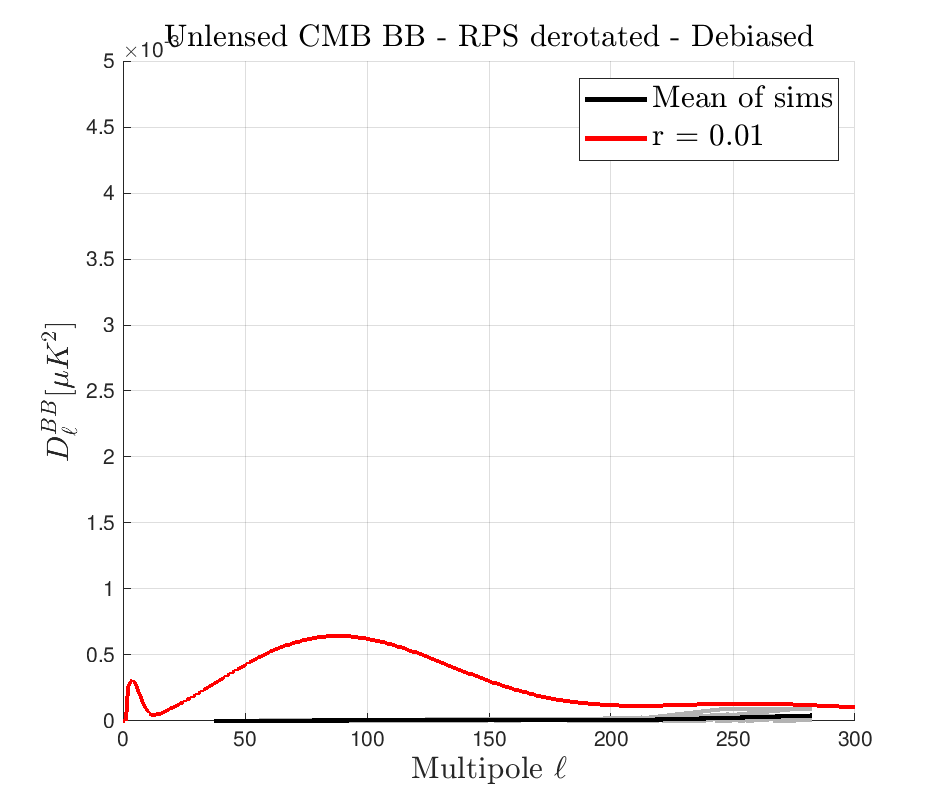 Unlensed CMB BB - RPS derotated - Debiased
×10⁻³
5
4.5
4
3.5
3
2.5
2
1.5
1
0.5
0
Mean of sims
r = 0.01
D_ℓ^{BB}[μK²]
0 50 100 150 200 250 300
Multipole ℓ